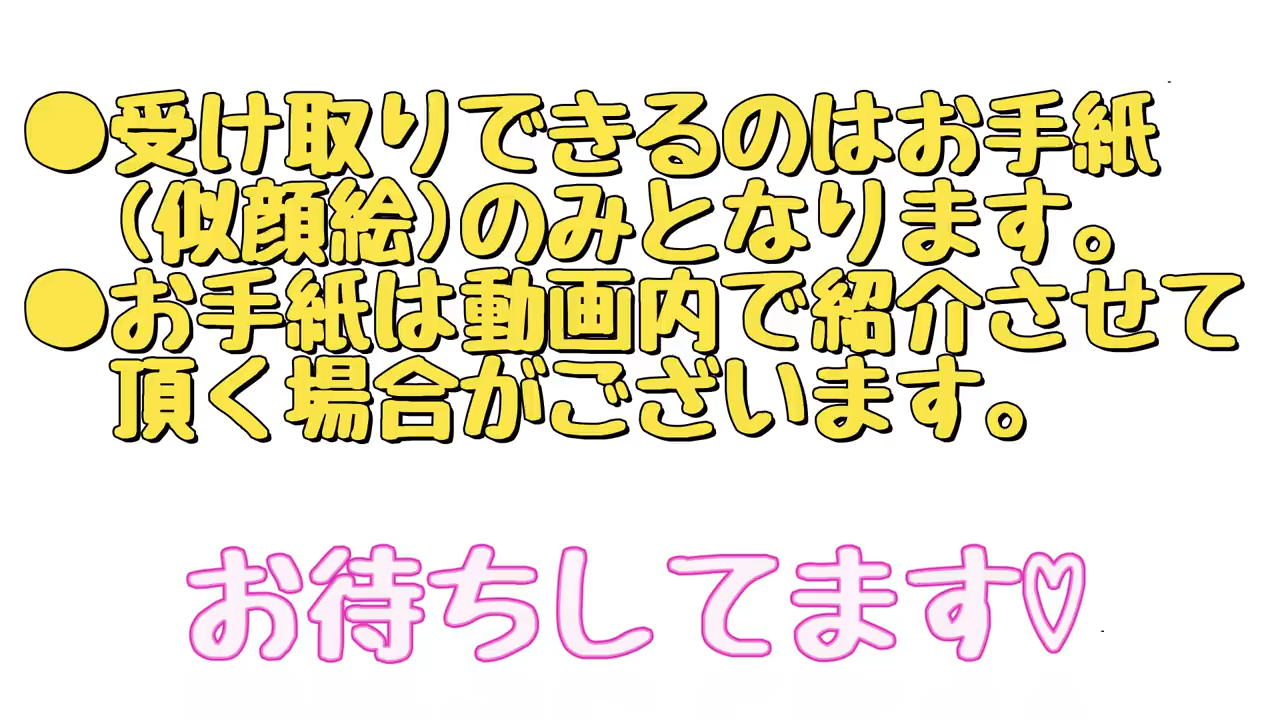 ●受け取りできるのはお手紙
(似顔絵)のみとなります。
●お手紙は動画内で紹介させて
頂く場合がございます。
お待ちしてます♡